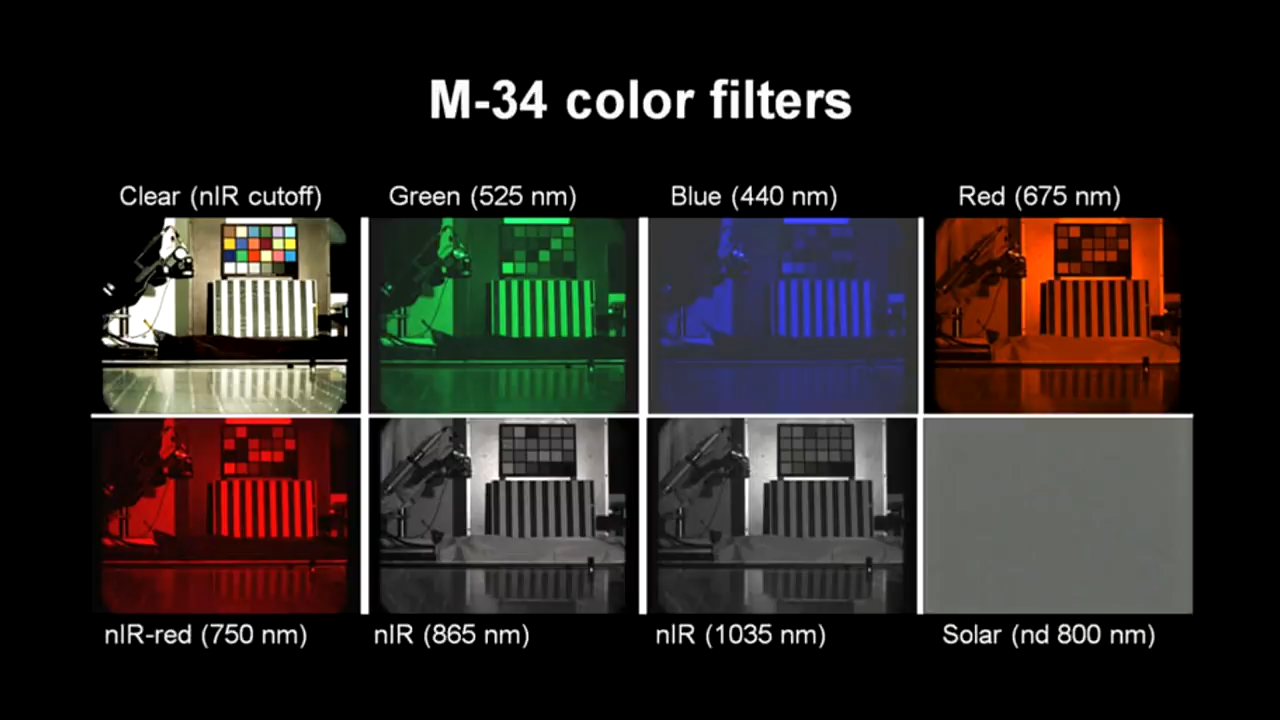 M-34 color filters
Clear (nIR cutoff)
Green (525 nm)
Blue (440 nm)
Red (675 nm)
nIR-red (750 nm)
nIR (865 nm)
nIR (1035 nm)
Solar (nd 800 nm)